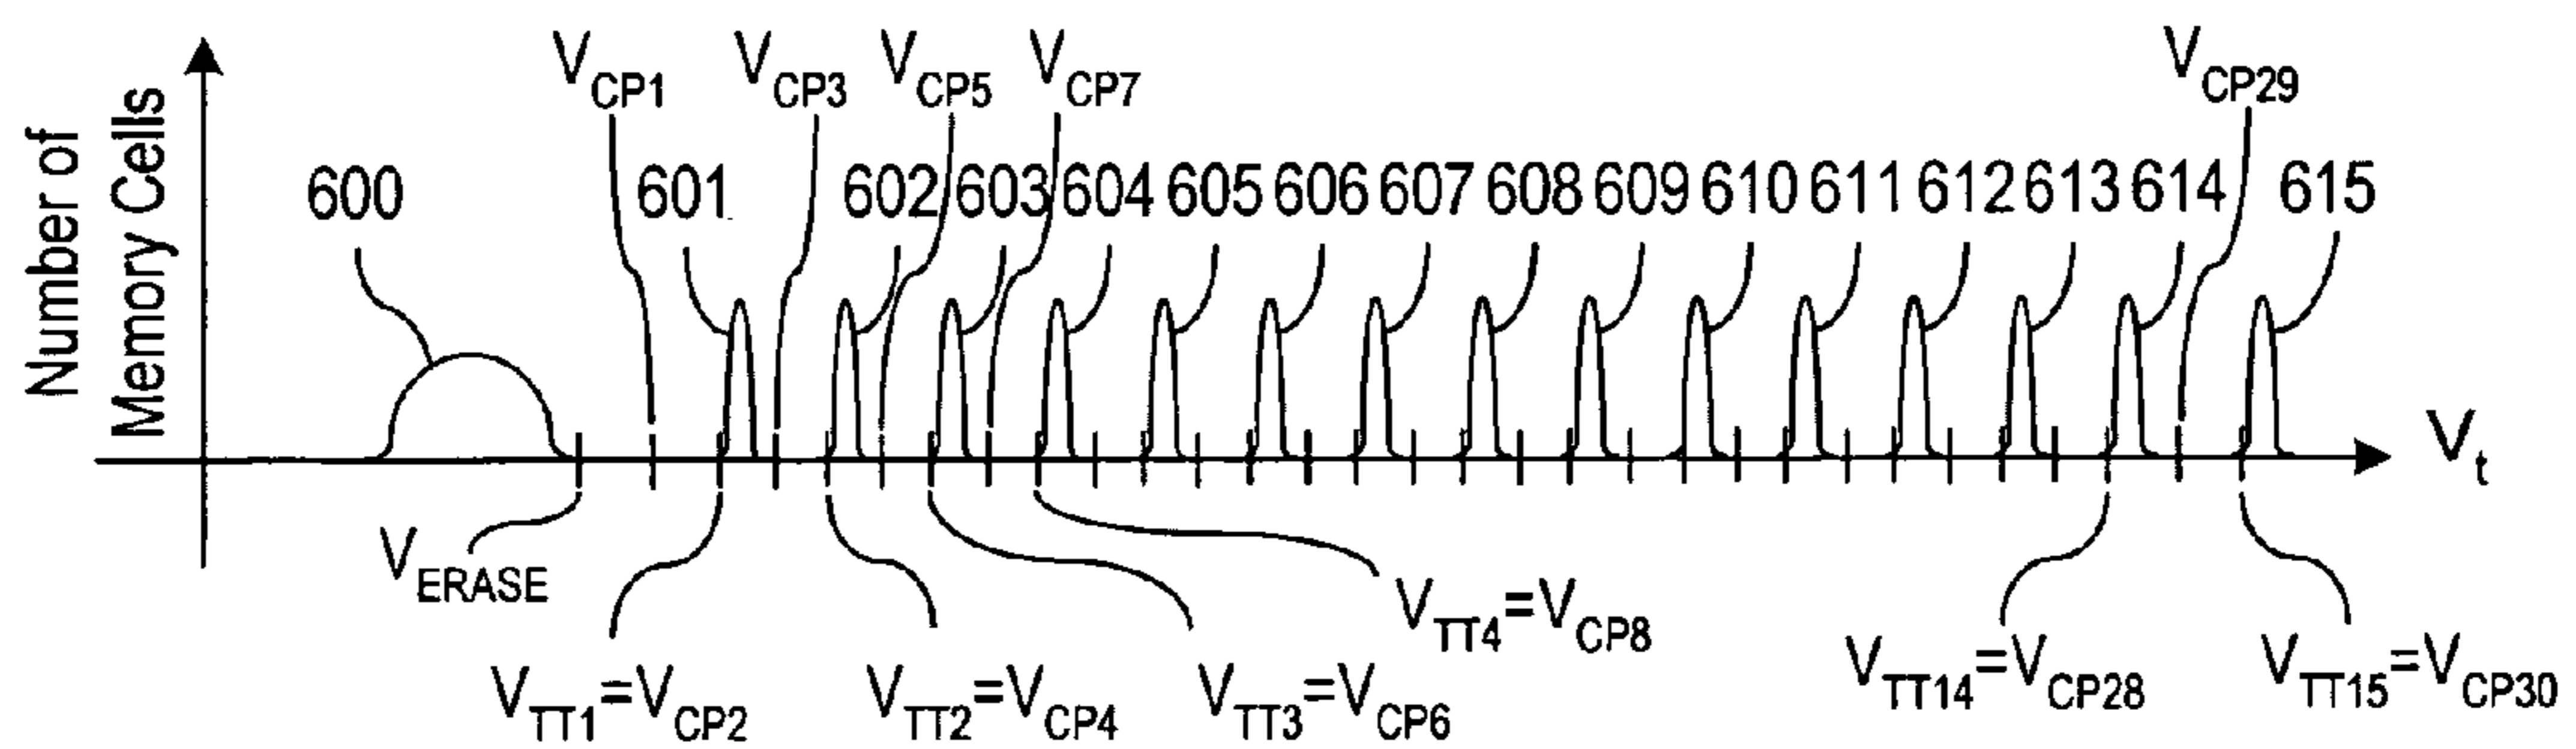 Number of
Memory Cells
V_CP1 V_CP3 V_CP5 V_CP7 V_CP29
600 601 602 603 604 605 606 607 608 609 610 611 612 613 614 615
V_t
V_ERASE
V_TT4=V_CP8
V_TT1=V_CP2 V_TT2=V_CP4 V_TT3=V_CP6 V_TT14=V_CP28 V_TT15=V_CP30